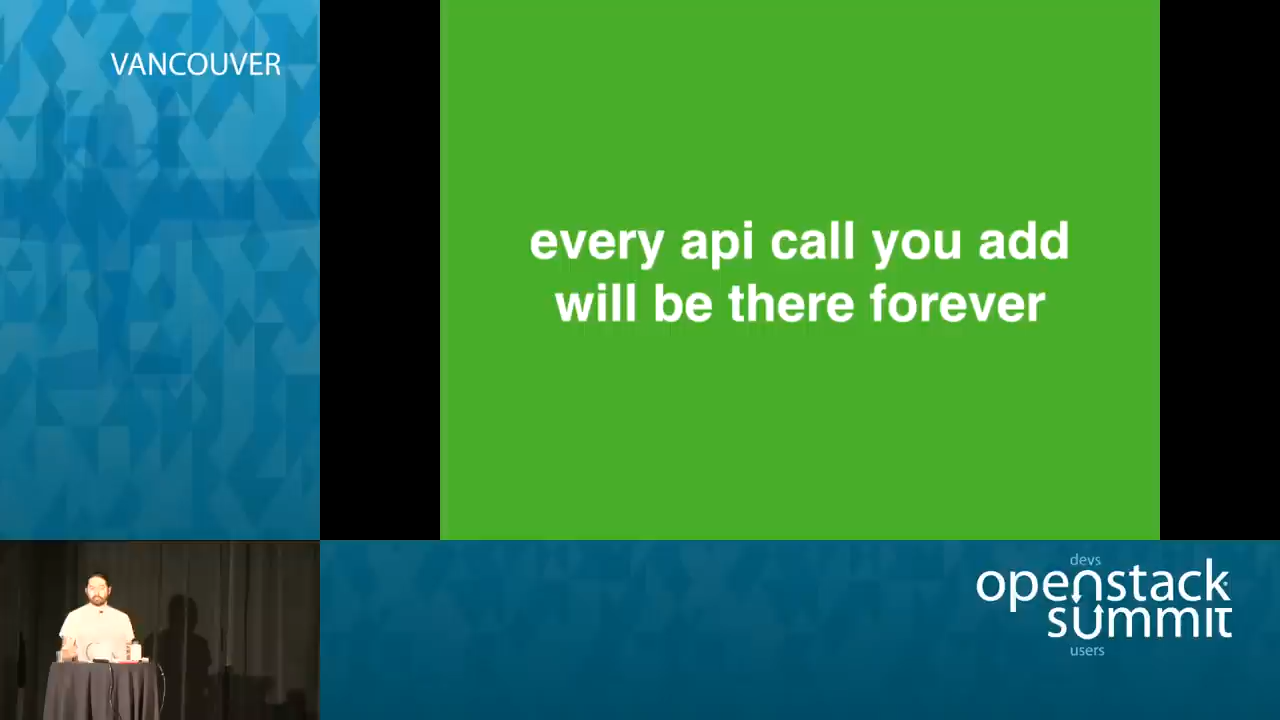 VANCOUVER
every api call you add
will be there forever
devs
openstack
summit
users